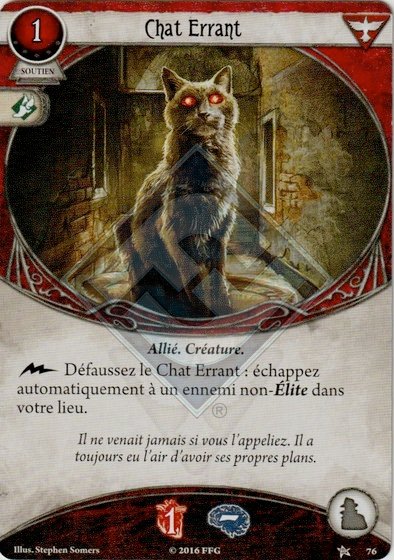 1
Chat Errant
SOUTIEN
Allié. Créature.
Défaussez le Chat Errant : échappez
automatiquement à un ennemi non-Élite dans
votre lieu.
®
Il ne venait jamais si vous l'appeliez. Il a
toujours eu l'air d'avoir ses propres plans.
1
Illus. Stephen Somers
© 2016 FFG
76